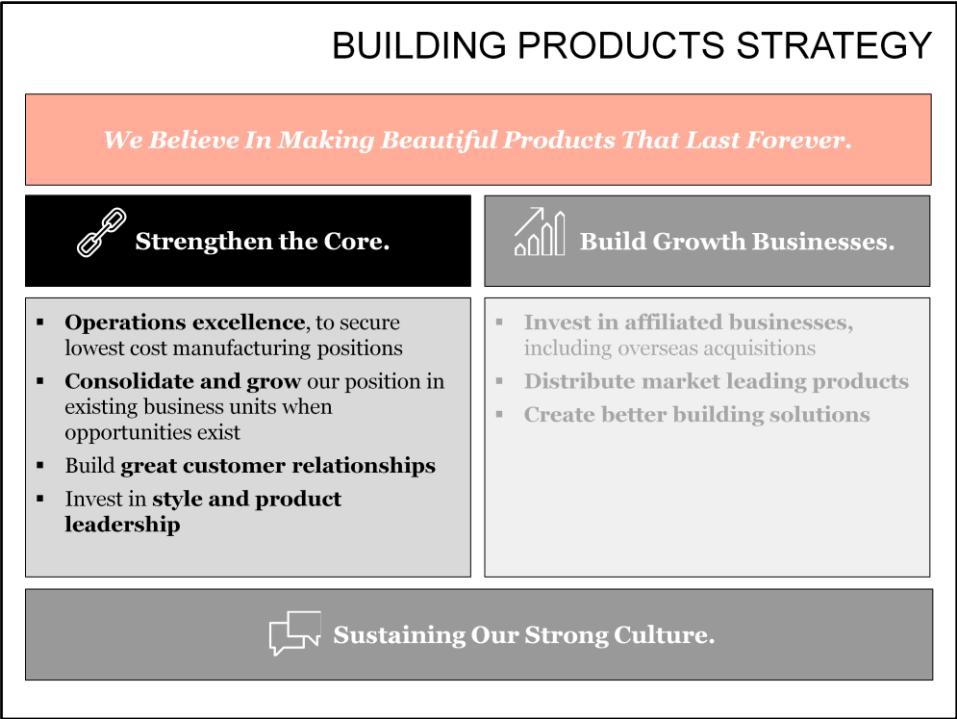 BUILDING PRODUCTS STRATEGY
We Believe In Making Beautiful Products That Last Forever.
Strengthen the Core.
▪ Operations excellence, to secure
lowest cost manufacturing positions
▪ Consolidate and grow our position in
existing business units when
opportunities exist
▪ Build great customer relationships
▪ Invest in style and product
leadership
Build Growth Businesses.
▪ Invest in affiliated businesses,
including overseas acquisitions
▪ Distribute market leading products
▪ Create better building solutions
Sustaining Our Strong Culture.